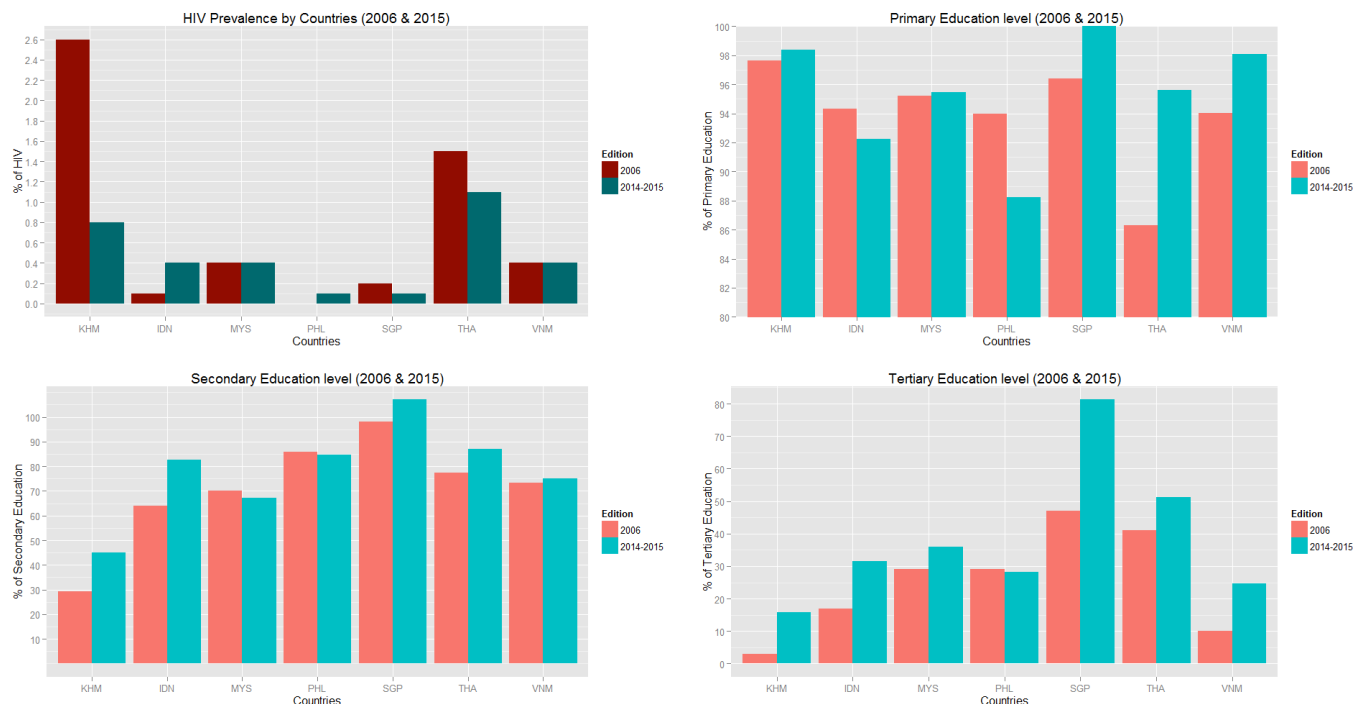 HIV Prevalence by Countries (2006 & 2015)
% of HIV
2.6
2.4
2.2
2.0
1.8
1.6
1.4
1.2
1.0
0.8
0.6
0.4
0.2
0.0
KHM IDN MYS PHL SGP THA VNM
Countries
Edition
2006
2014-2015
Primary Education level (2006 & 2015)
% of Primary Education
100
98
96
94
92
90
88
86
84
82
80
KHM IDN MYS PHL SGP THA VNM
Countries
Edition
2006
2014-2015
Secondary Education level (2006 & 2015)
% of Secondary Education
100
90
80
70
60
50
40
30
20
10
KHM IDN MYS PHL SGP THA VNM
Countries
Edition
2006
2014-2015
Tertiary Education level (2006 & 2015)
% of Tertiary Education
80
70
60
50
40
30
20
10
0
KHM IDN MYS PHL SGP THA VNM
Countries
Edition
2006
2014-2015